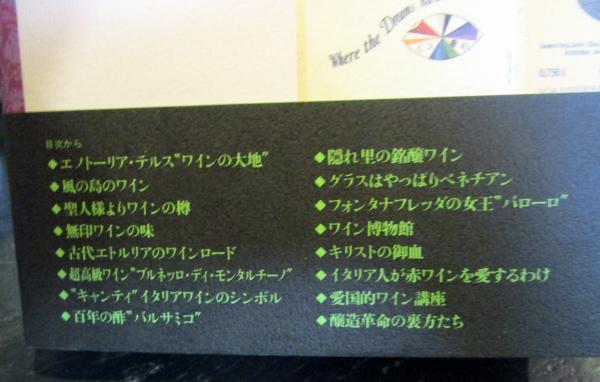 Where the Dreams
0.750 l
目次から
◆エノトーリア・テルス"ワインの大地"
◆風の島のワイン
◆聖人様よりワインの樽
◆無印ワインの味
◆古代エトルリアのワインロード
◆超高級ワイン"ブルネッロ・ディ・モンタルチーノ"
◆"キャンティ"イタリアワインのシンボル
◆百年の酢"バルサミコ"
◆隠れ里の銘醸ワイン
◆グラスはやっぱりベネチアン
◆フォンタナフレッダの女王"バローロ"
◆ワイン博物館
◆キリストの御血
◆イタリア人が赤ワインを愛するわけ
◆愛国的ワイン講座
◆醸造革命の裏方たち